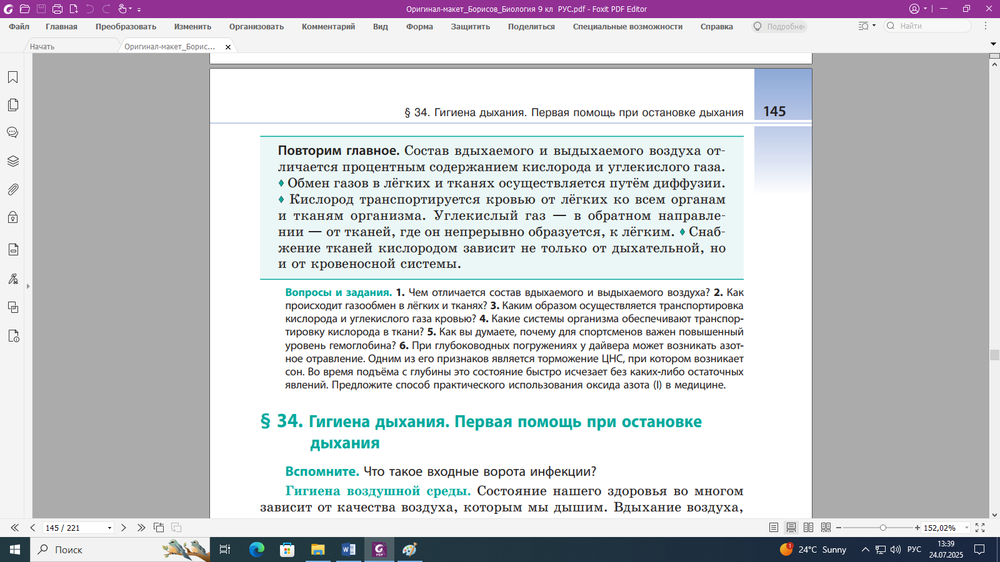 Оригинал-макет_Борисов_Биология 9 кл РУС.pdf - Foxit PDF Editor
Файл Главная Преобразовать Изменить Организовать Комментарий Вид Форма Защитить Поделиться Специальные возможности Справка Подробнее Найти
Начать Оригинал-макет_Борис...
§ 34. Гигиена дыхания. Первая помощь при остановке дыхания 145
Повторим главное. Состав вдыхаемого и выдыхаемого воздуха от-
личается процентным содержанием кислорода и углекислого газа.
♦ Обмен газов в лёгких и тканях осуществляется путём диффузии.
♦ Кислород транспортируется кровью от лёгких ко всем органам
и тканям организма. Углекислый газ — в обратном направле-
нии — от тканей, где он непрерывно образуется, к лёгким. ♦ Снаб-
жение тканей кислородом зависит не только от дыхательной, но
и от кровеносной системы.
Вопросы и задания. 1. Чем отличается состав вдыхаемого и выдыхаемого воздуха? 2. Как
происходит газообмен в лёгких и тканях? 3. Каким образом осуществляется транспортировка
кислорода и углекислого газа кровью? 4. Какие системы организма обеспечивают транспор-
тировку кислорода в ткани? 5. Как вы думаете, почему для спортсменов важен повышенный
уровень гемоглобина? 6. При глубоководных погружениях у дайвера может возникать азот-
ное отравление. Одним из его признаков является торможение ЦНС, при котором возникает
сон. Во время подъёма с глубины это состояние быстро исчезает без каких-либо остаточных
явлений. Предложите способ практического использования оксида азота (I) в медицине.
§ 34. Гигиена дыхания. Первая помощь при остановке
дыхания
Вспомните. Что такое входные ворота инфекции?
Гигиена воздушной среды. Состояние нашего здоровья во многом
зависит от качества воздуха, которым мы дышим. Вдыхание воздуха,
145 / 221 152,02%
Поиск 1 24°C Sunny РУС 13:39
24.07.2025